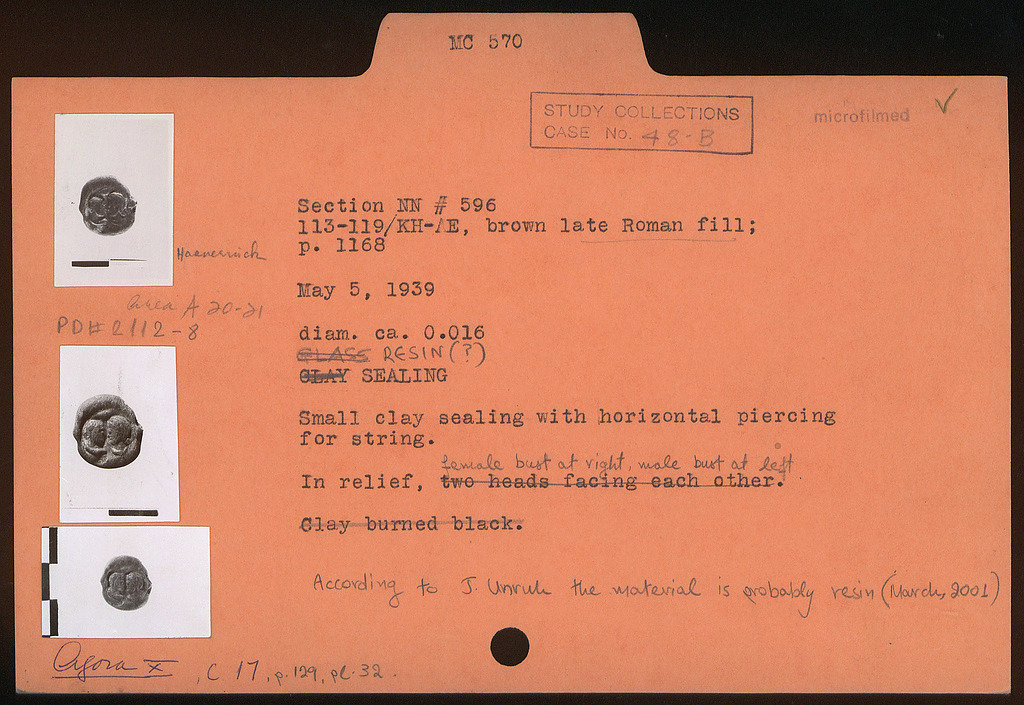 MC 570
STUDY COLLECTIONS
CASE No. 48-B
microfilmed ✓
Section NN # 596
113-119/KH-ΛE, brown late Roman fill;
p. 1168
May 5, 1939
Area A 20-21
PD# 2112-8
diam. ca. 0.016
GLASS RESIN (?)
CLAY SEALING
Small clay sealing with horizontal piercing
for string.
female bust at right, male bust at left
In relief, two heads facing each other.
Clay burned black.
According to J. Unruh the material is probably resin (March, 2001)
Agora X, C 17, p. 129, pl. 32.